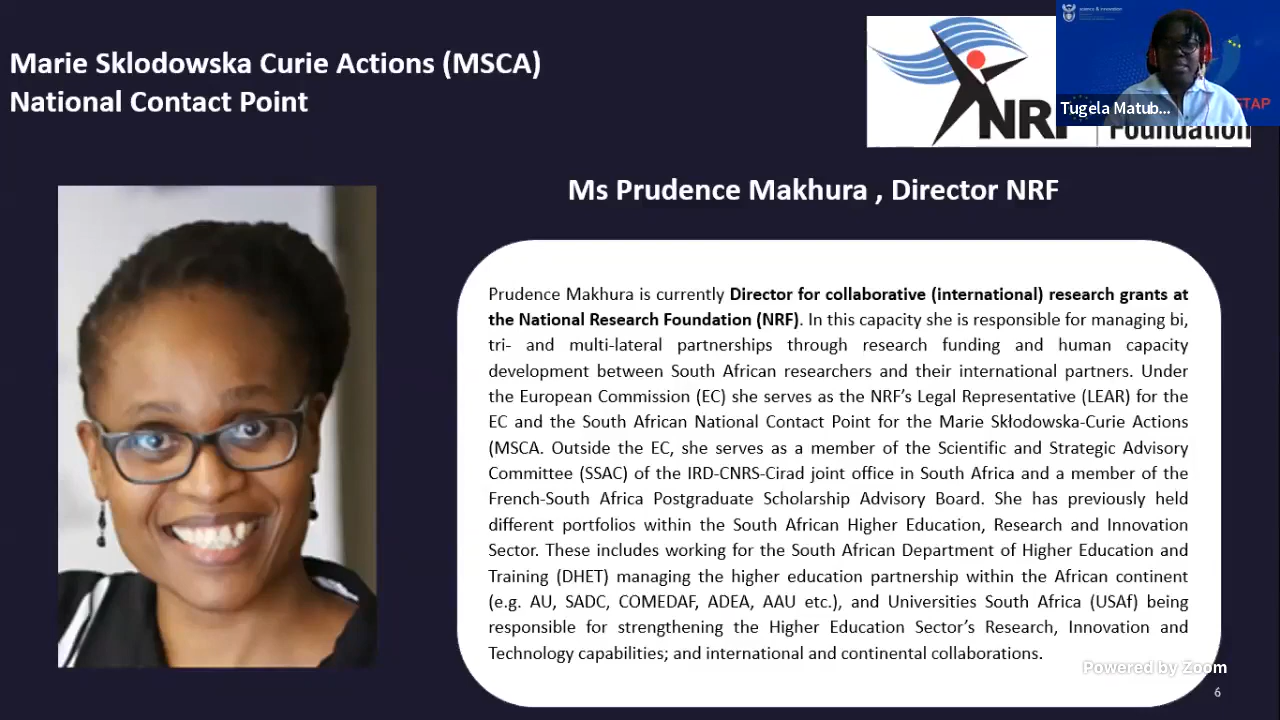 Marie Sklodowska Curie Actions (MSCA)
National Contact Point
NRF
Foundation
science & innovation
Tugela Matub...
STAP
Ms Prudence Makhura , Director NRF
Prudence Makhura is currently Director for collaborative (international) research grants at
the National Research Foundation (NRF). In this capacity she is responsible for managing bi,
tri- and multi-lateral partnerships through research funding and human capacity
development between South African researchers and their international partners. Under
the European Commission (EC) she serves as the NRF’s Legal Representative (LEAR) for the
EC and the South African National Contact Point for the Marie Skłodowska-Curie Actions
(MSCA. Outside the EC, she serves as a member of the Scientific and Strategic Advisory
Committee (SSAC) of the IRD-CNRS-Cirad joint office in South Africa and a member of the
French-South Africa Postgraduate Scholarship Advisory Board. She has previously held
different portfolios within the South African Higher Education, Research and Innovation
Sector. These includes working for the South African Department of Higher Education and
Training (DHET) managing the higher education partnership within the African continent
(e.g. AU, SADC, COMEDAF, ADEA, AAU etc.), and Universities South Africa (USAf) being
responsible for strengthening the Higher Education Sector’s Research, Innovation and
Technology capabilities; and international and continental collaborations.
Powered by Zoom
6